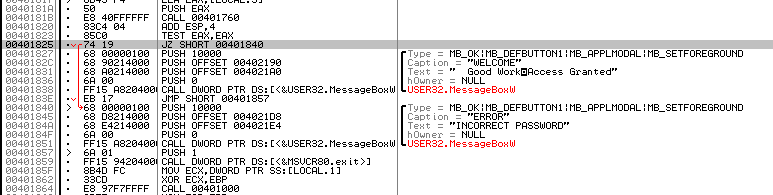 0040181A 50 PUSH EAX
0040181B E8 40FFFFFF CALL 00401760
00401820 83C4 04 ADD ESP,4
00401823 85C0 TEST EAX,EAX
00401825 74 19 JZ SHORT 00401840
00401827 68 00000100 PUSH 10000 Type = MB_OK|MB_DEFBUTTON1|MB_APPLMODAL|MB_SETFOREGROUND
0040182C 68 90214000 PUSH OFFSET 00402190 Caption = "WELCOME"
00401831 68 A0214000 PUSH OFFSET 004021A0 Text = " Good Work Access Granted"
00401836 6A 00 PUSH 0 hOwner = NULL
00401838 FF15 A8204000 CALL DWORD PTR DS:[<&USER32.MessageBoxW USER32.MessageBoxW
0040183E EB 17 JMP SHORT 00401857
00401840 68 00000100 PUSH 10000 Type = MB_OK|MB_DEFBUTTON1|MB_APPLMODAL|MB_SETFOREGROUND
00401845 68 D8214000 PUSH OFFSET 004021D8 Caption = "ERROR"
0040184A 68 E4214000 PUSH OFFSET 004021E4 Text = "INCORRECT PASSWORD"
0040184F 6A 00 PUSH 0 hOwner = NULL
00401851 FF15 A8204000 CALL DWORD PTR DS:[<&USER32.MessageBoxW USER32.MessageBoxW
00401857 6A 01 PUSH 1
00401859 FF15 94204000 CALL DWORD PTR DS:[<&MSVCR80.exit>]
0040185F 8B4D FC MOV ECX,DWORD PTR SS:[LOCAL.1]
00401862 33CD XOR ECX,EBP
00401864 E8 97F7FFFF CALL 00401000